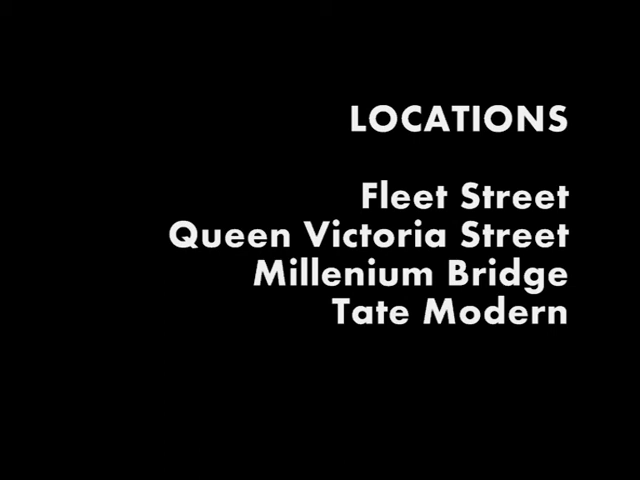 LOCATIONS
Fleet Street
Queen Victoria Street
Millenium Bridge
Tate Modern